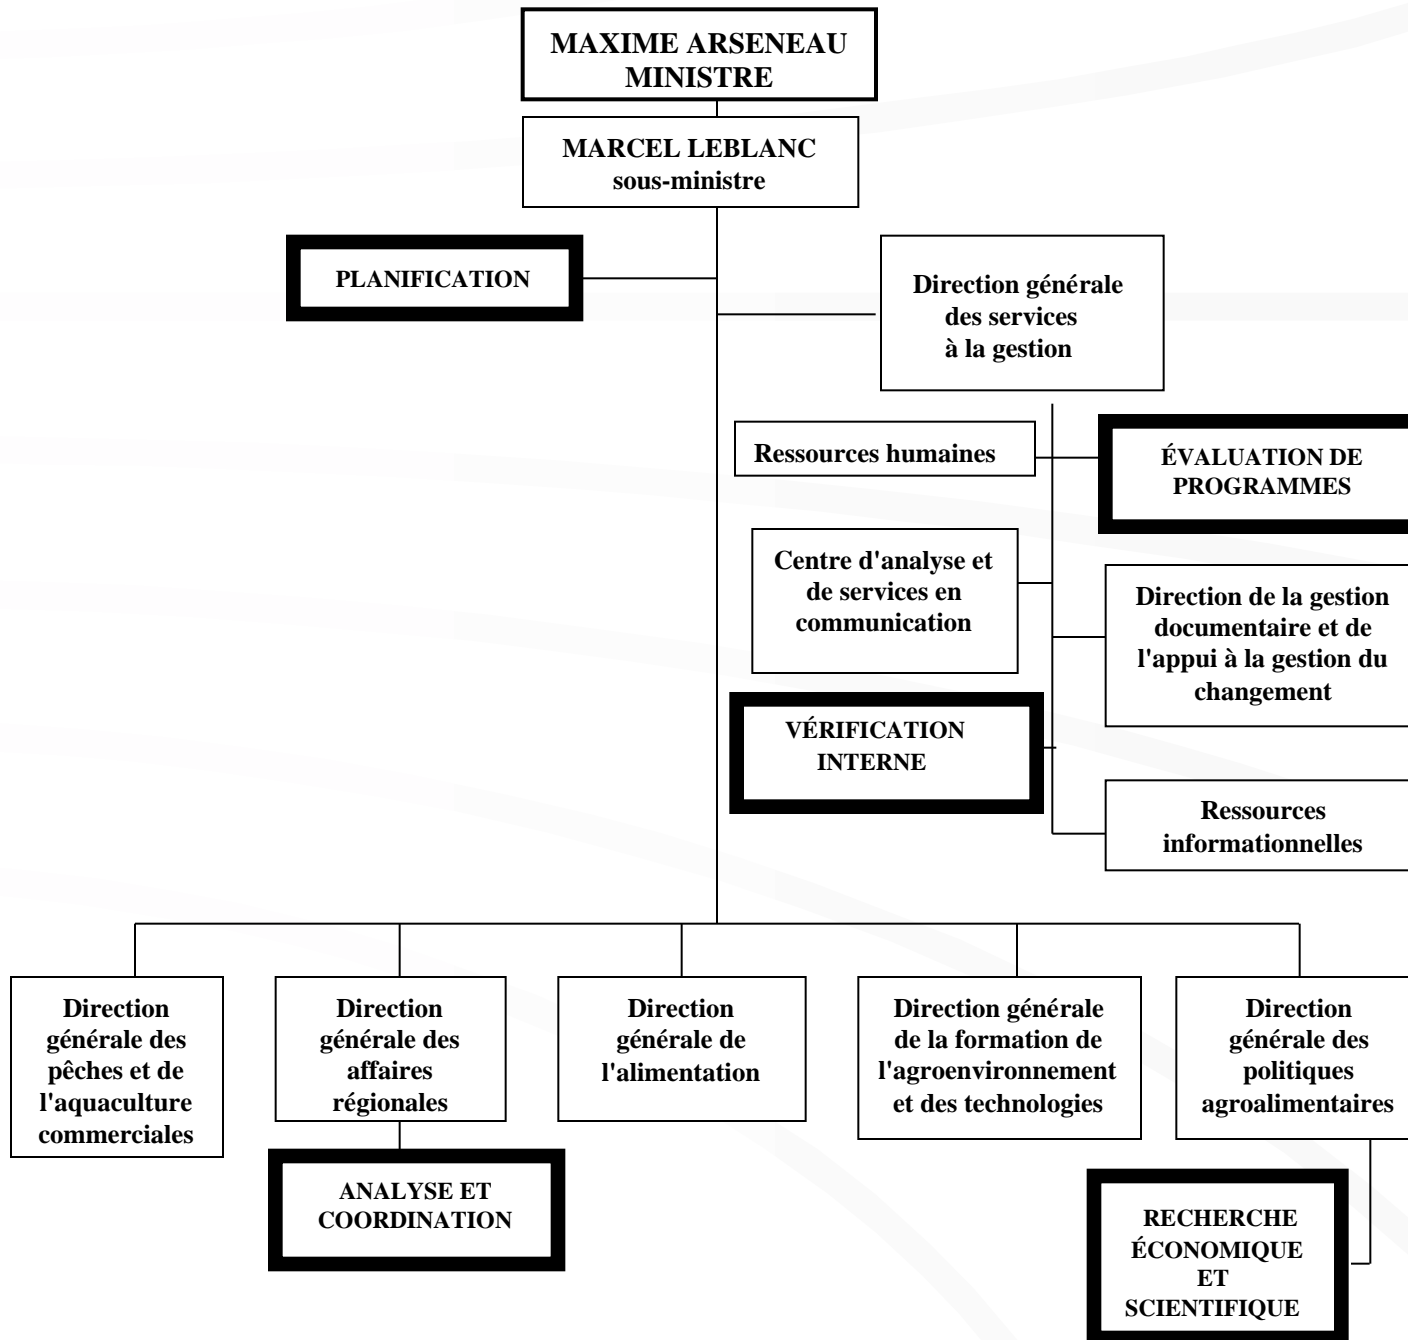 MAXIME ARSENEAU
MINISTRE
MARCEL LEBLANC
sous-ministre
PLANIFICATION
Direction générale
des services
à la gestion
Ressources humaines
ÉVALUATION DE
PROGRAMMES
Centre d'analyse et
de services en
communication
Direction de la gestion
documentaire et de
l'appui à la gestion du
changement
VÉRIFICATION
INTERNE
Ressources
informationnelles
Direction
générale des
pêches et de
l'aquaculture
commerciales
Direction
générale des
affaires
régionales
Direction
générale de
l'alimentation
Direction générale
de la formation de
l'agroenvironnement
et des technologies
Direction
générale des
politiques
agroalimentaires
ANALYSE ET
COORDINATION
RECHERCHE
ÉCONOMIQUE
ET
SCIENTIFIQUE